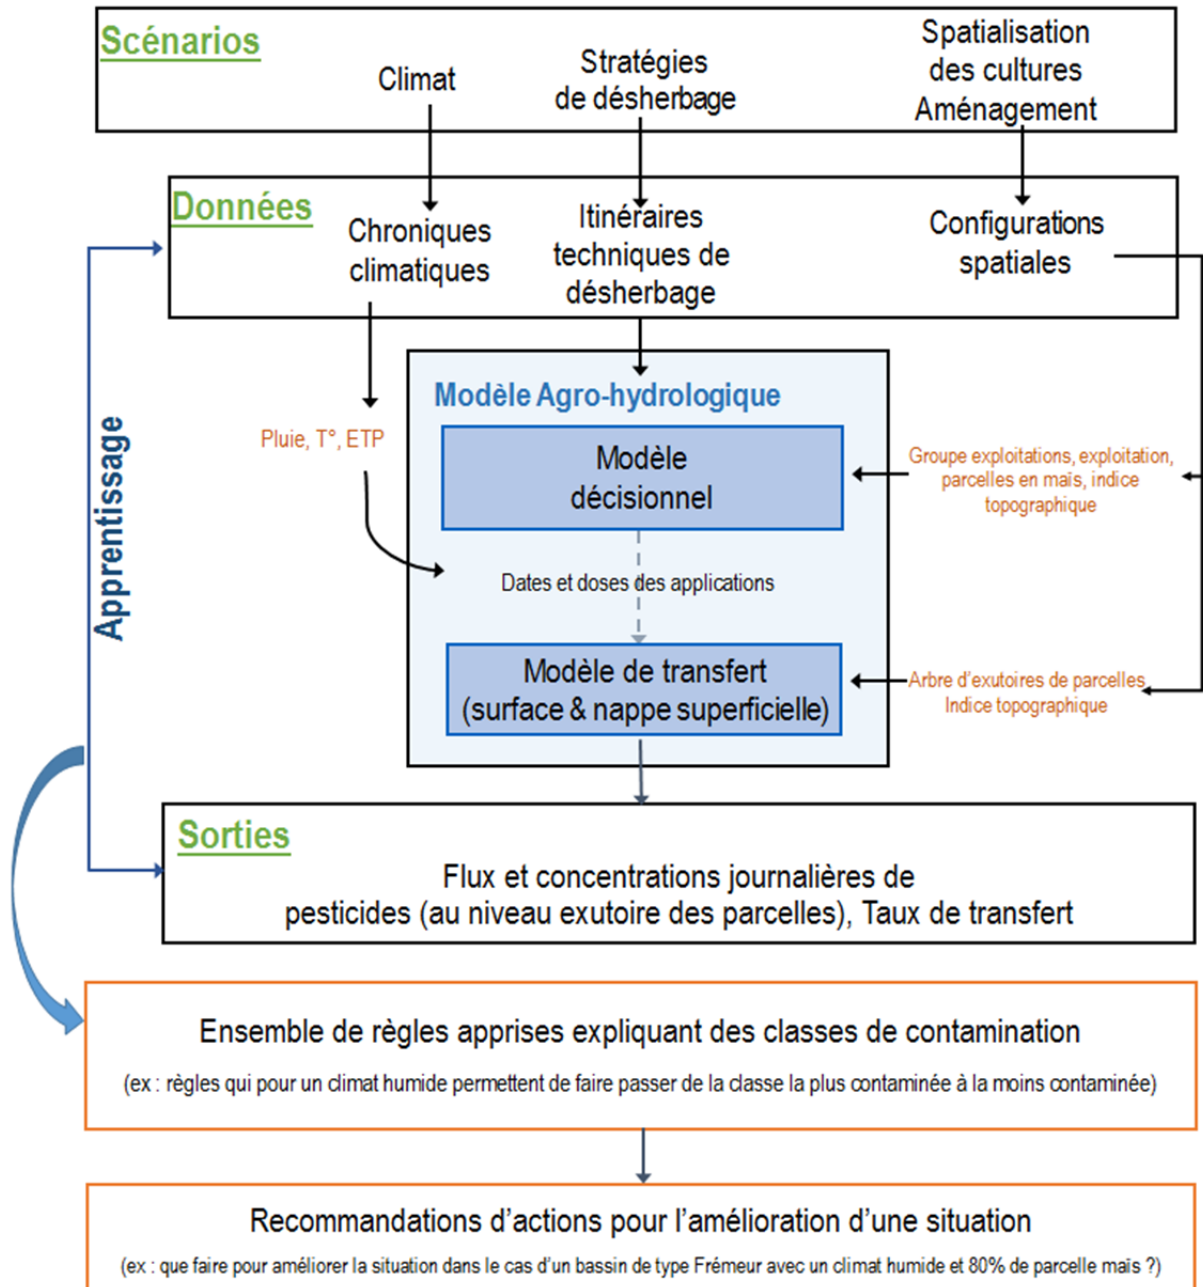 Scénarios
Climat
Stratégies
de désherbage
Spatialisation
des cultures
Aménagement
Données
Chroniques
climatiques
Itinéraires
techniques de
désherbage
Configurations
spatiales
Apprentissage
Modèle Agro-hydrologique
Pluie, T°, ETP
Modèle
décisionnel
Groupe exploitations, exploitation,
parcelles en maïs, indice
topographique
Dates et doses des applications
Modèle de transfert
(surface & nappe superficielle)
Arbre d'exutoires de parcelles
Indice topographique
Sorties
Flux et concentrations journalières de
pesticides (au niveau exutoire des parcelles), Taux de transfert
Ensemble de règles apprises expliquant des classes de contamination
(ex : règles qui pour un climat humide permettent de faire passer de la classe la plus contaminée à la moins contaminée)
Recommandations d'actions pour l'amélioration d'une situation
(ex : que faire pour améliorer la situation dans le cas d'un bassin de type Frémeur avec un climat humide et 80% de parcelle maïs ?)